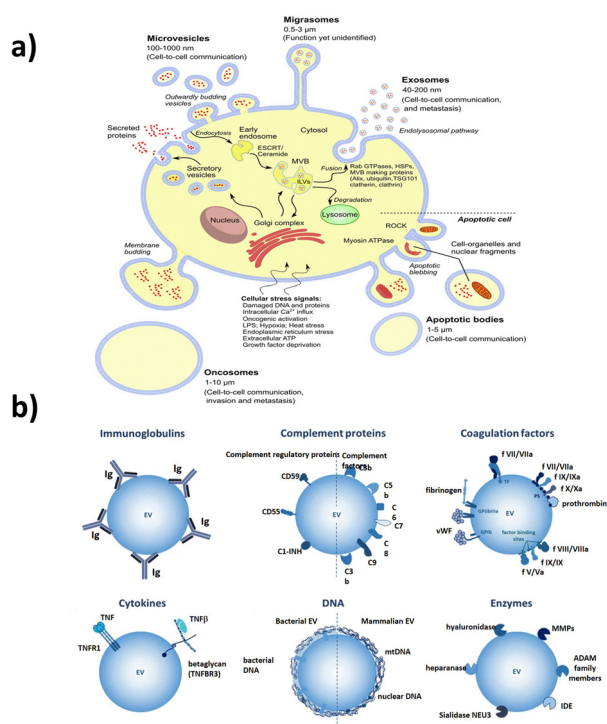 a)
Microvesicles
100-1000 nm
(Cell-to-cell communication)
Migrasomes
0.5-3 µm
(Function yet unidentified)
Exosomes
40-200 nm
(Cell-to-cell communication,
and metastasis)
Outwardly budding
vesicles
Secreted
proteins
Endocytosis
Early
endosome
Cytosol
Endolysosomal pathway
ESCRT/
Ceramide
MVB
ILVs
Fusion
Rab GTPases, HSPs,
MVB making proteins
(Alix, ubiquitin,TSG101
clatherin, clathrin)
Secretory
vesicles
Degradation
Lysosome
Nucleus
Golgi complex
Apoptotic cell
ROCK
Myosin ATPase
Cell-organelles and
nuclear fragments
Membrane
budding
Apoptotic
blebbing
Cellular stress signals:
Damaged DNA and proteins
Intracellular Ca²⁺ influx
Oncogenic activation
LPS; Hypoxia; Heat stress
Endoplasmic reticulum stress
Extracellular ATP
Growth factor deprivation
Apoptotic bodies
1-5 µm
(Cell-to-cell communication)
Oncosomes
1-10 µm
(Cell-to-cell communication,
invasion and metastasis)
b)
Immunoglobulins
Ig
Ig
Ig
Ig
Ig
EV
Complement proteins
Complement regulatory proteins
Complement
factors
C3b
CD59
CD55
C1-INH
EV
C5
b
C
6
C7
C
8
C9
C3
b
Coagulation factors
f VII/VIIa
TF
f VII/VIIa
f IX/IXa
f X/Xa
PS
prothrombin
fibrinogen
GPIIbIIIa
EV
vWF
GPIb
factor binding
sites
f VIII/VIIIa
f IX/IX
f V/Va
Cytokines
TNF
TNFR1
TNFβ
betaglycan
(TNFBR3)
EV
DNA
Bacterial EV
Mammalian EV
mtDNA
bacterial
DNA
nuclear DNA
Enzymes
hyaluronidase
MMPs
heparanase
EV
ADAM
family
members
IDE
Sialidase NEU3